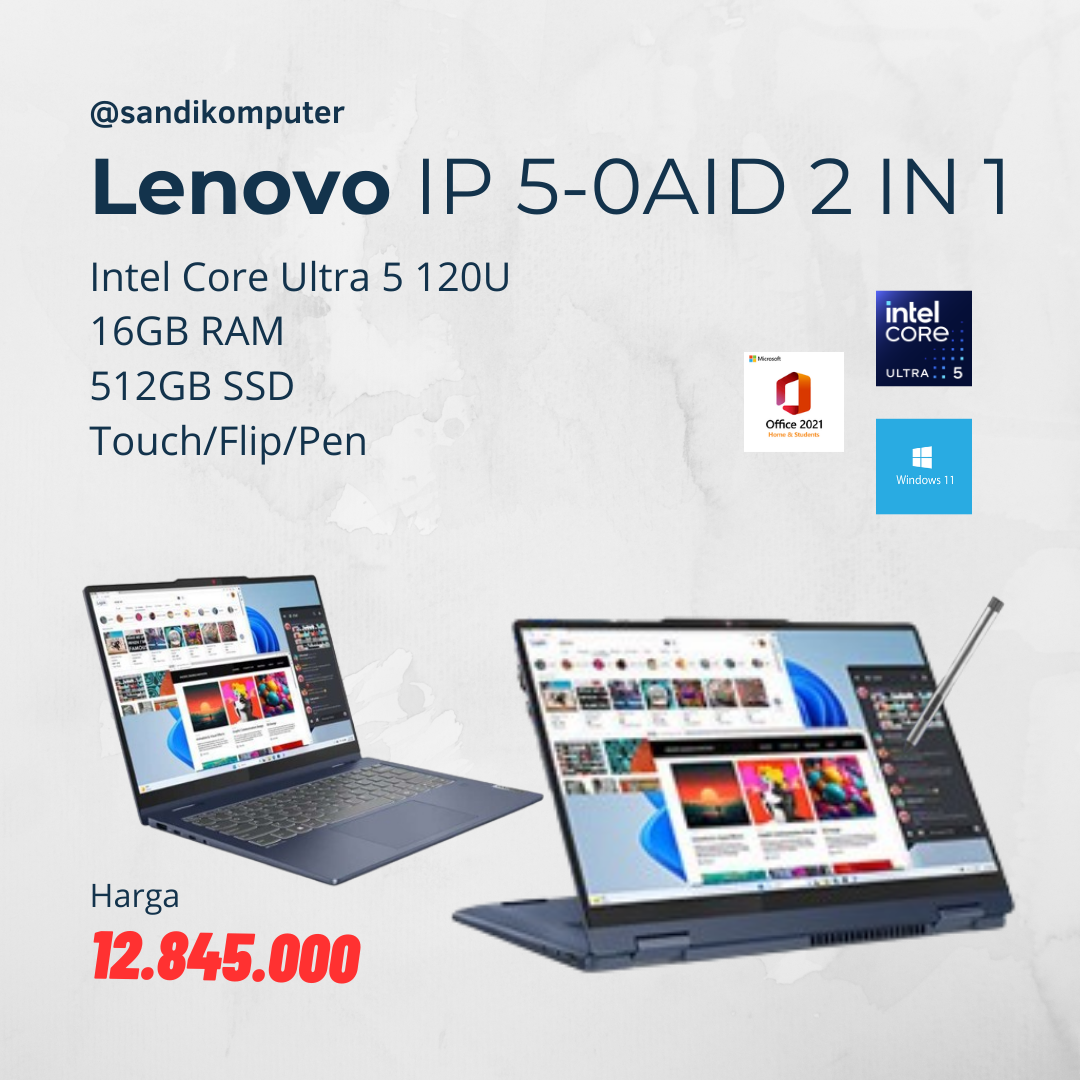 @sandikomputer
Lenovo IP 5-0AID 2 IN 1
Intel Core Ultra 5 120U
16GB RAM
512GB SSD
Touch/Flip/Pen
intel
CORE
ULTRA 5
Microsoft
Office 2021
Home & Students
Windows 11
Harga
12.845.000